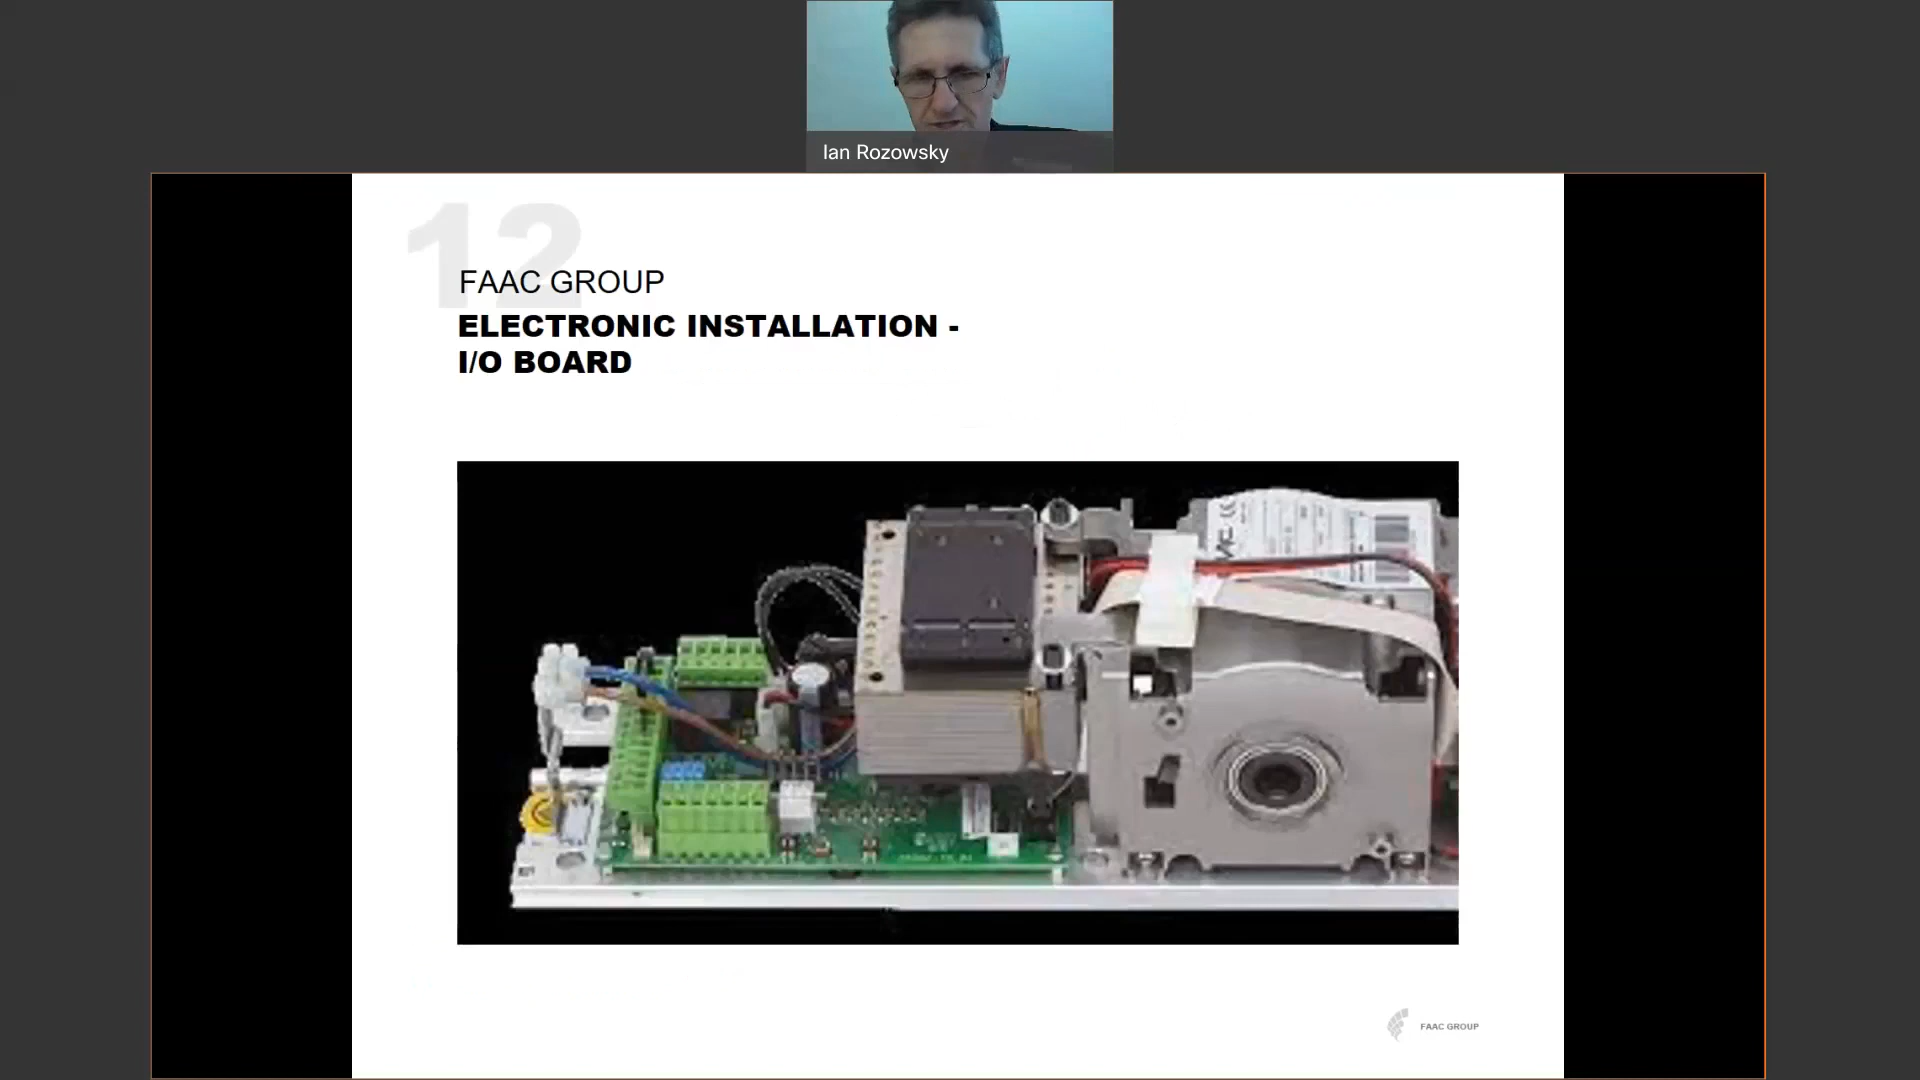 Ian Rozowsky
12
FAAC GROUP
ELECTRONIC INSTALLATION -
I/O BOARD
FAAC GROUP